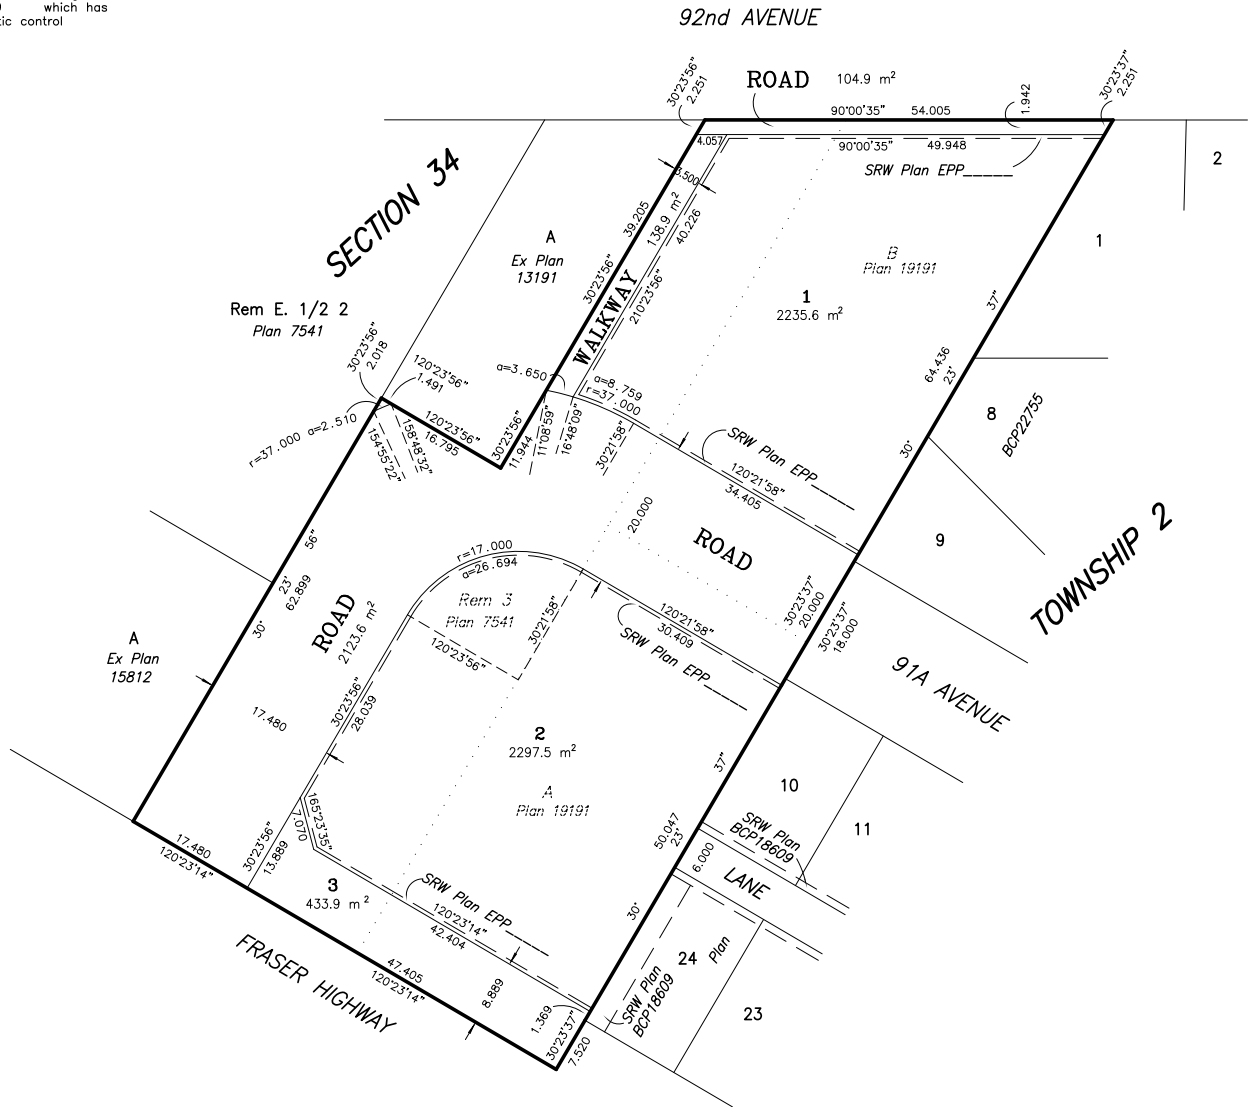 which has
tic control
92nd AVENUE
30°23'56"
2.251
ROAD 104.9 m²
1.942
30°23'37"
2.251
90°00'35" 54.005
4.057
90°00'35" 49.948
SRW Plan EPP_____
2
3.500
SECTION 34
39.205
138.9 m²
40.226
A
Ex Plan
13191
30°23'56"
WALKWAY
210°23'56"
B
Plan 19191
1
1
2235.6 m²
37"
64.436
23'
30'
Rem E. 1/2 2
Plan 7541
30°23'56"
2.018
120°23'56"
1.491
a=3.650
a=8.759
r=37.000
8
BCP22755
r=37.000 a=2.510
154°55'22"
158°48'32"
120°23'56"
16.795
30°23'56"
11.944
11°08'59"
16°48'09"
30°21'58"
SRW Plan EPP_____
120°21'58"
34.405
20.000
ROAD
9
TOWNSHIP 2
56"
23'
62.899
30'
r=17.000
a=26.694
Rem 3
Plan 7541
30°21'58"
120°23'56"
ROAD
2123.6 m²
120°21'58"
30.409
SRW Plan EPP_____
30°23'37"
20.000
30°23'37"
18.000
91A AVENUE
A
Ex Plan
15812
17.480
30°23'56"
28.039
2
2297.5 m²
A
Plan 19191
37"
50.047
23'
30'
10
11
SRW Plan
BCP18609
6.000
LANE
165°23'35"
7.070
17.480
120°23'14"
30°23'56"
13.889
3
433.9 m²
SRW Plan EPP_____
120°23'14"
42.404
47.405
120°23'14"
8.889
FRASER HIGHWAY
1.369
30°23'37"
7.520
SRW Plan
BCP18609
24
Plan
23